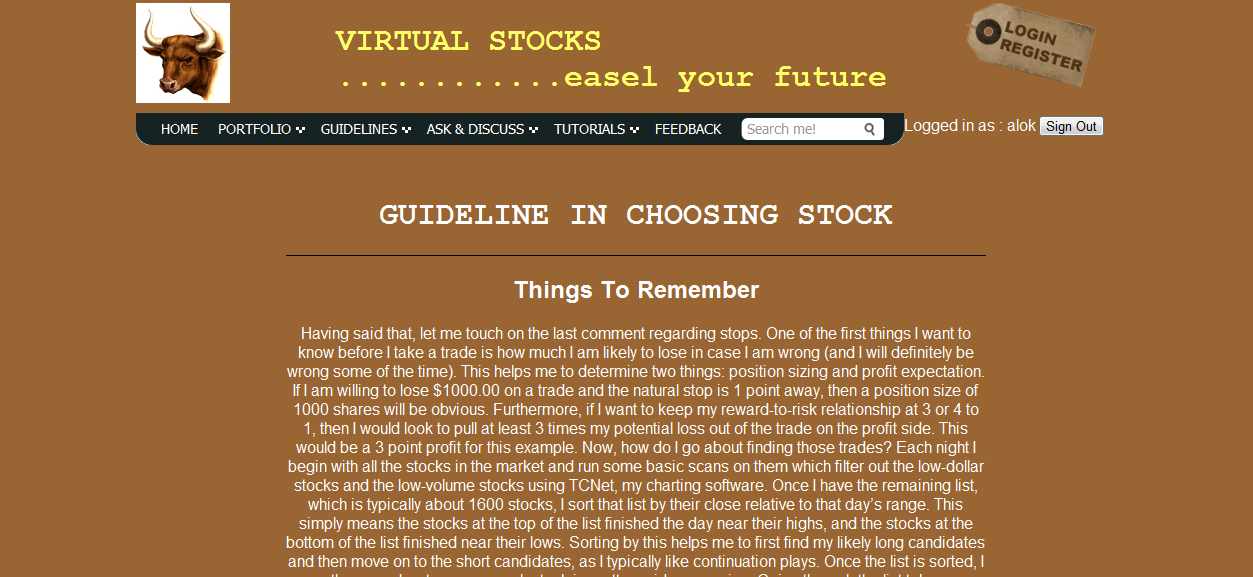 VIRTUAL STOCKS
............easel your future
LOGIN
REGISTER
HOME PORTFOLIO GUIDELINES ASK & DISCUSS TUTORIALS FEEDBACK Search me! Logged in as : alok Sign Out
GUIDELINE IN CHOOSING STOCK
Things To Remember
Having said that, let me touch on the last comment regarding stops. One of the first things I want to
know before I take a trade is how much I am likely to lose in case I am wrong (and I will definitely be
wrong some of the time). This helps me to determine two things: position sizing and profit expectation.
If I am willing to lose $1000.00 on a trade and the natural stop is 1 point away, then a position size of
1000 shares will be obvious. Furthermore, if I want to keep my reward-to-risk relationship at 3 or 4 to
1, then I would look to pull at least 3 times my potential loss out of the trade on the profit side. This
would be a 3 point profit for this example. Now, how do I go about finding those trades? Each night I
begin with all the stocks in the market and run some basic scans on them which filter out the low-dollar
stocks and the low-volume stocks using TCNet, my charting software. Once I have the remaining list,
which is typically about 1600 stocks, I sort that list by their close relative to that day’s range. This
simply means the stocks at the top of the list finished the day near their highs, and the stocks at the
bottom of the list finished near their lows. Sorting by this helps me to first find my likely long candidates
and then move on to the short candidates, as I typically like continuation plays. Once the list is sorted, I